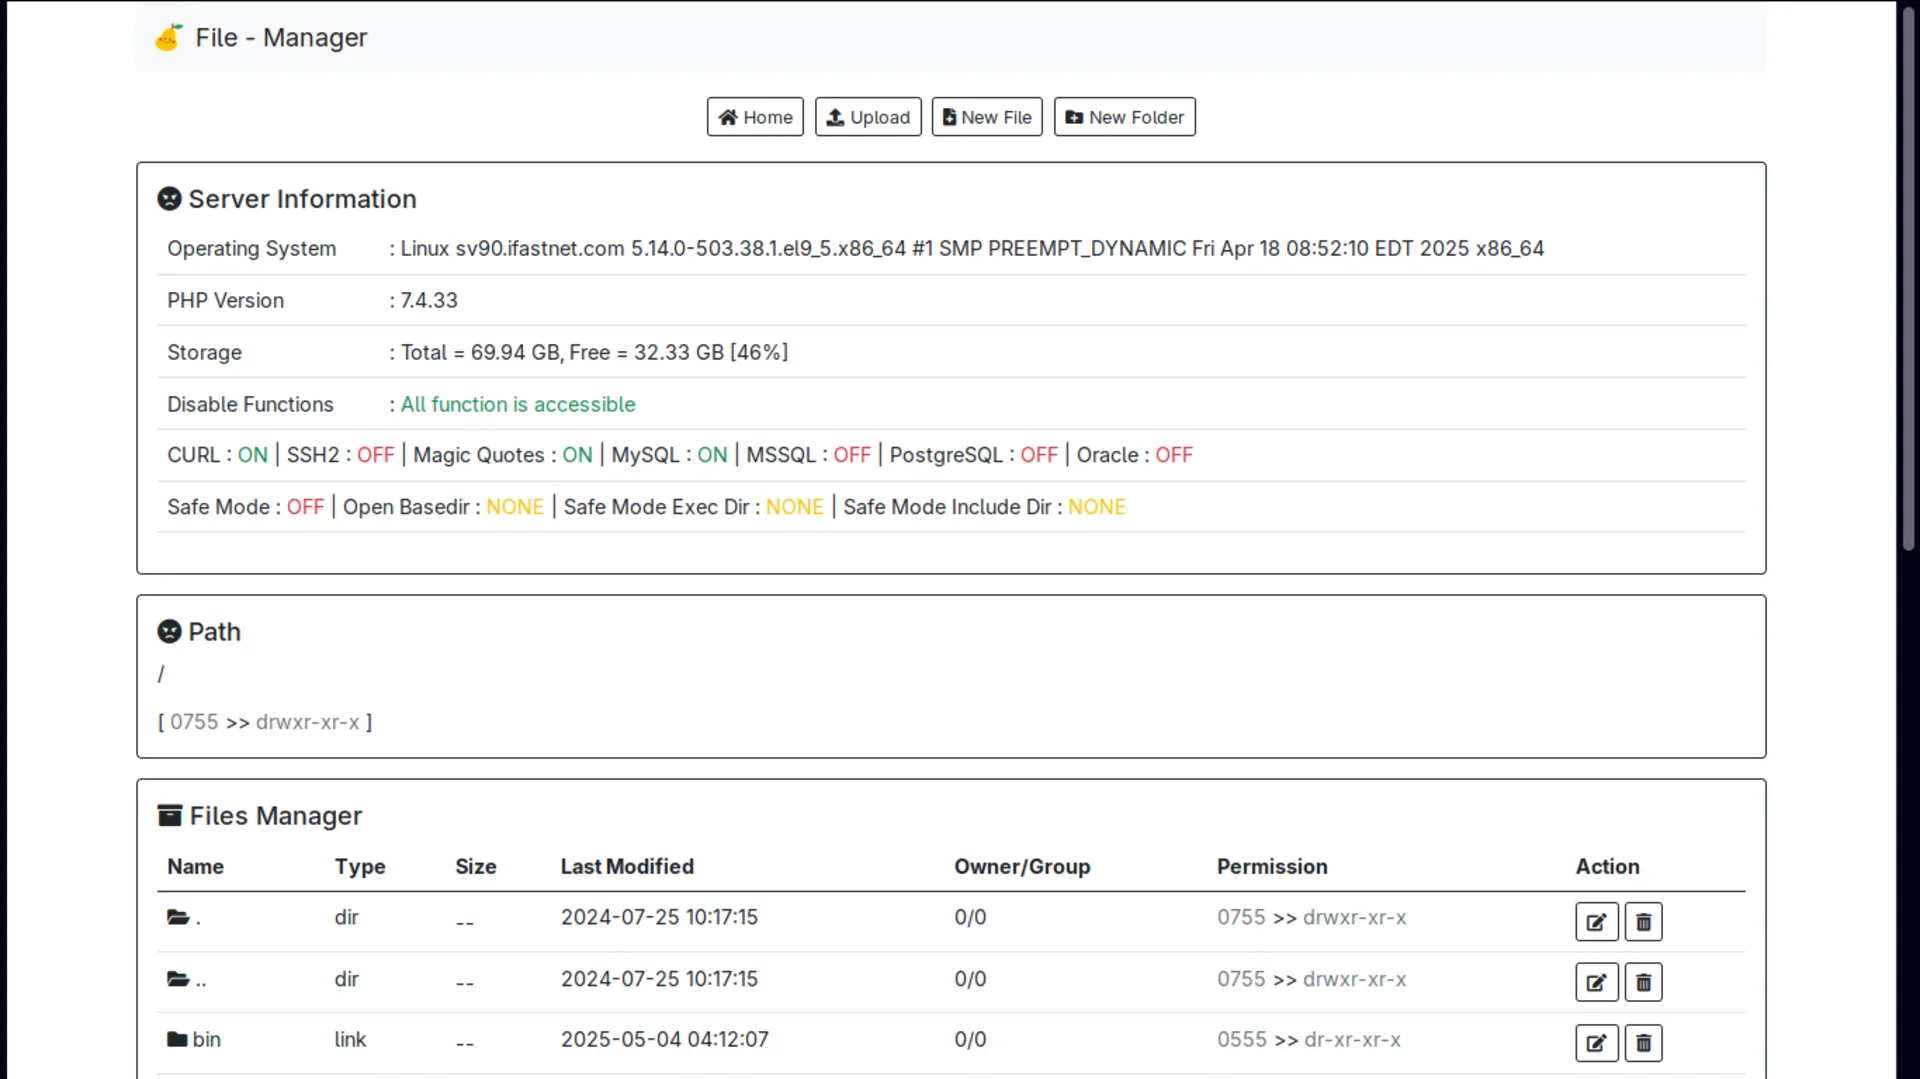 File - Manager
Home Upload New File New Folder
Server Information
Operating System : Linux sv90.ifastnet.com 5.14.0-503.38.1.el9_5.x86_64 #1 SMP PREEMPT_DYNAMIC Fri Apr 18 08:52:10 EDT 2025 x86_64
PHP Version : 7.4.33
Storage : Total = 69.94 GB, Free = 32.33 GB [46%]
Disable Functions : All function is accessible
CURL : ON | SSH2 : OFF | Magic Quotes : ON | MySQL : ON | MSSQL : OFF | PostgreSQL : OFF | Oracle : OFF
Safe Mode : OFF | Open Basedir : NONE | Safe Mode Exec Dir : NONE | Safe Mode Include Dir : NONE
Path
/
[ 0755 >> drwxr-xr-x ]
Files Manager
Name Type Size Last Modified Owner/Group Permission Action
. dir -- 2024-07-25 10:17:15 0/0 0755 >> drwxr-xr-x
.. dir -- 2024-07-25 10:17:15 0/0 0755 >> drwxr-xr-x
bin link -- 2025-05-04 04:12:07 0/0 0555 >> dr-xr-xr-x